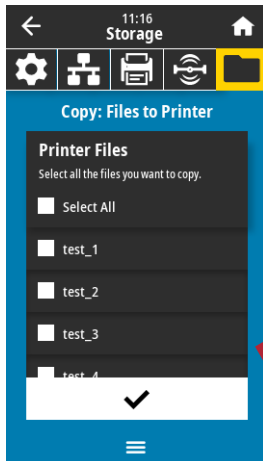 11:16
Storage
Copy: Files to Printer
Printer Files
Select all the files you want to copy.
Select All
test_1
test_2
test_3
test_4